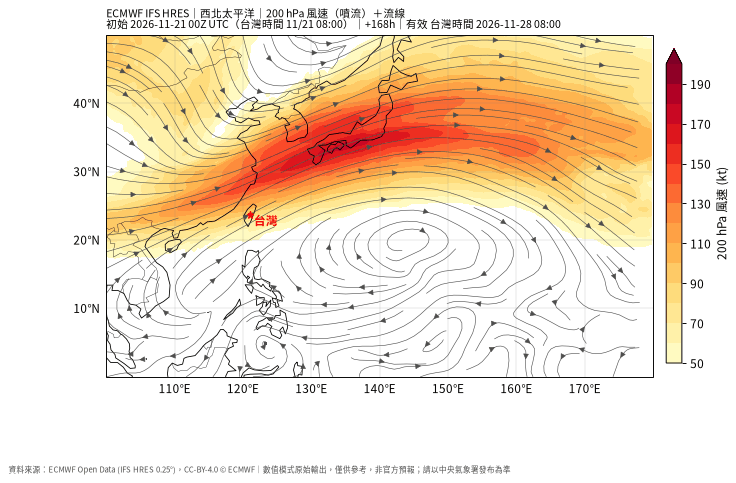 ECMWF IFS HRES｜西北太平洋｜200 hPa 風速（噴流）＋流線
初始 2026-11-21 00Z UTC（台灣時間 11/21 08:00）｜+168h｜有效 台灣時間 2026-11-28 08:00
40°N
30°N
20°N
10°N
110°E
120°E
130°E
140°E
150°E
160°E
170°E
台灣
190
170
150
130
110
90
70
50
200 hPa 風速 (kt)
資料來源：ECMWF Open Data (IFS HRES 0.25°)，CC-BY-4.0 © ECMWF｜數值模式原始輸出，僅供參考，非官方預報；請以中央氣象署發布為準